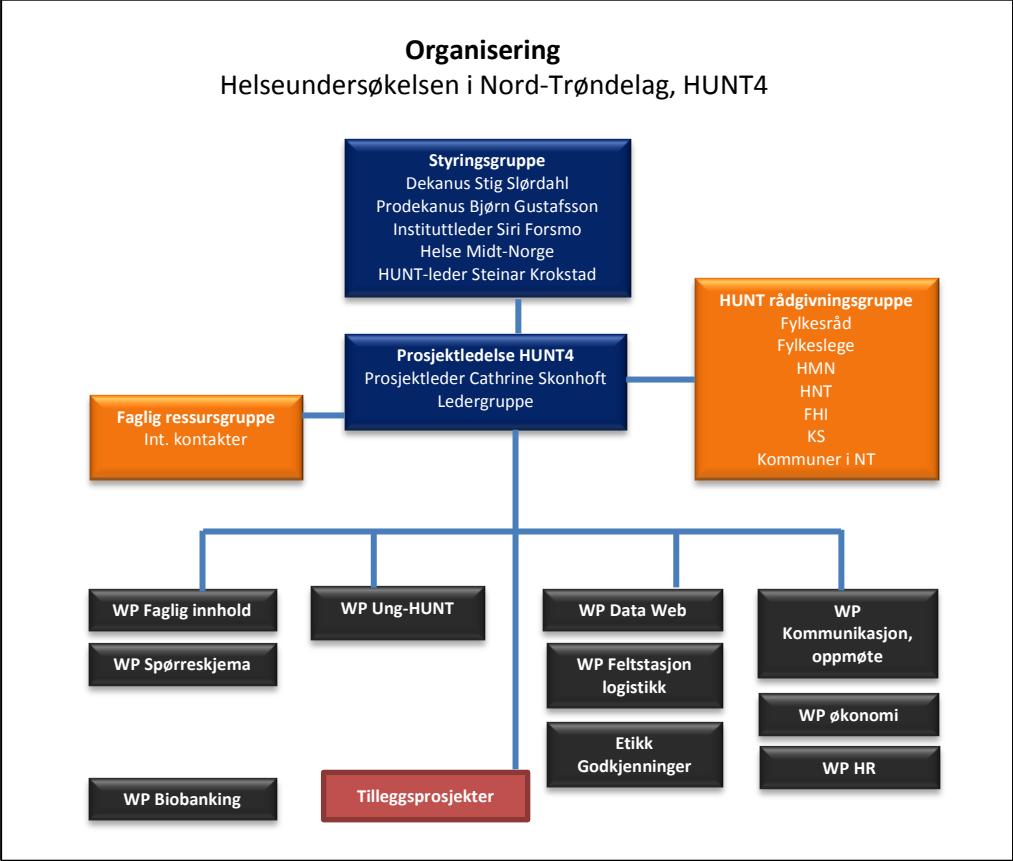 Organisering
Helseundersøkelsen i Nord-Trøndelag, HUNT4
Styringsgruppe
Dekanus Stig Slørdahl
Prodekanus Bjørn Gustafsson
Instituttleder Siri Forsmo
Helse Midt-Norge
HUNT-leder Steinar Krokstad
HUNT rådgivningsgruppe
Fylkesråd
Fylkeslege
HMN
HNT
FHI
KS
Kommuner i NT
Prosjektledelse HUNT4
Prosjektleder Cathrine Skonhoft
Ledergruppe
Faglig ressursgruppe
Int. kontakter
WP Faglig innhold
WP Spørreskjema
WP Biobanking
WP Ung-HUNT
Tilleggsprosjekter
WP Data Web
WP Feltstasjon
logistikk
Etikk
Godkjenninger
WP
Kommunikasjon,
oppmøte
WP økonomi
WP HR